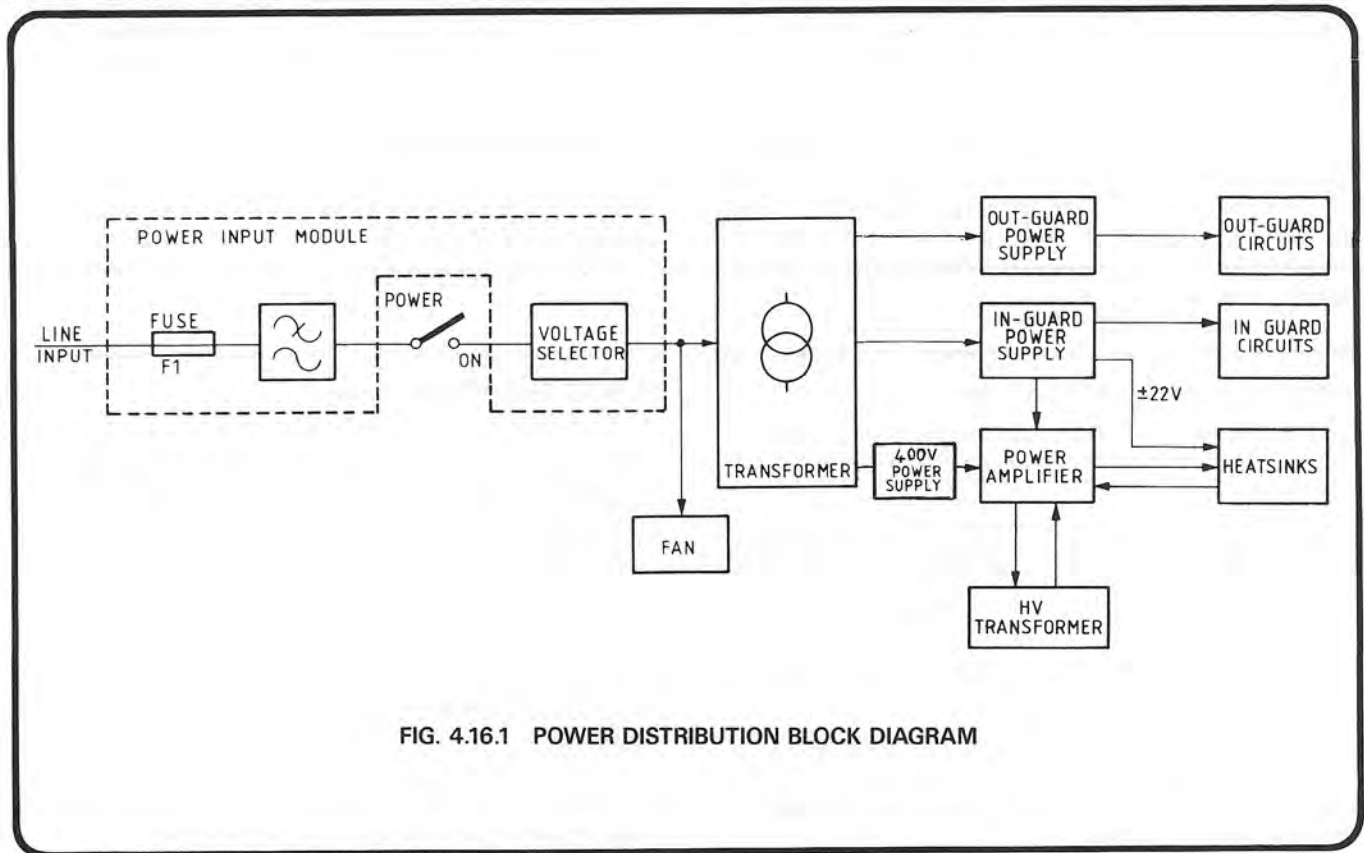 POWER INPUT MODULE
LINE
INPUT
FUSE
F1
POWER
ON
VOLTAGE
SELECTOR
FAN
TRANSFORMER
400V
POWER
SUPPLY
OUT-GUARD
POWER
SUPPLY
OUT-GUARD
CIRCUITS
IN-GUARD
POWER
SUPPLY
IN GUARD
CIRCUITS
±22V
POWER
AMPLIFIER
HEATSINKS
HV
TRANSFORMER
FIG. 4.16.1 POWER DISTRIBUTION BLOCK DIAGRAM